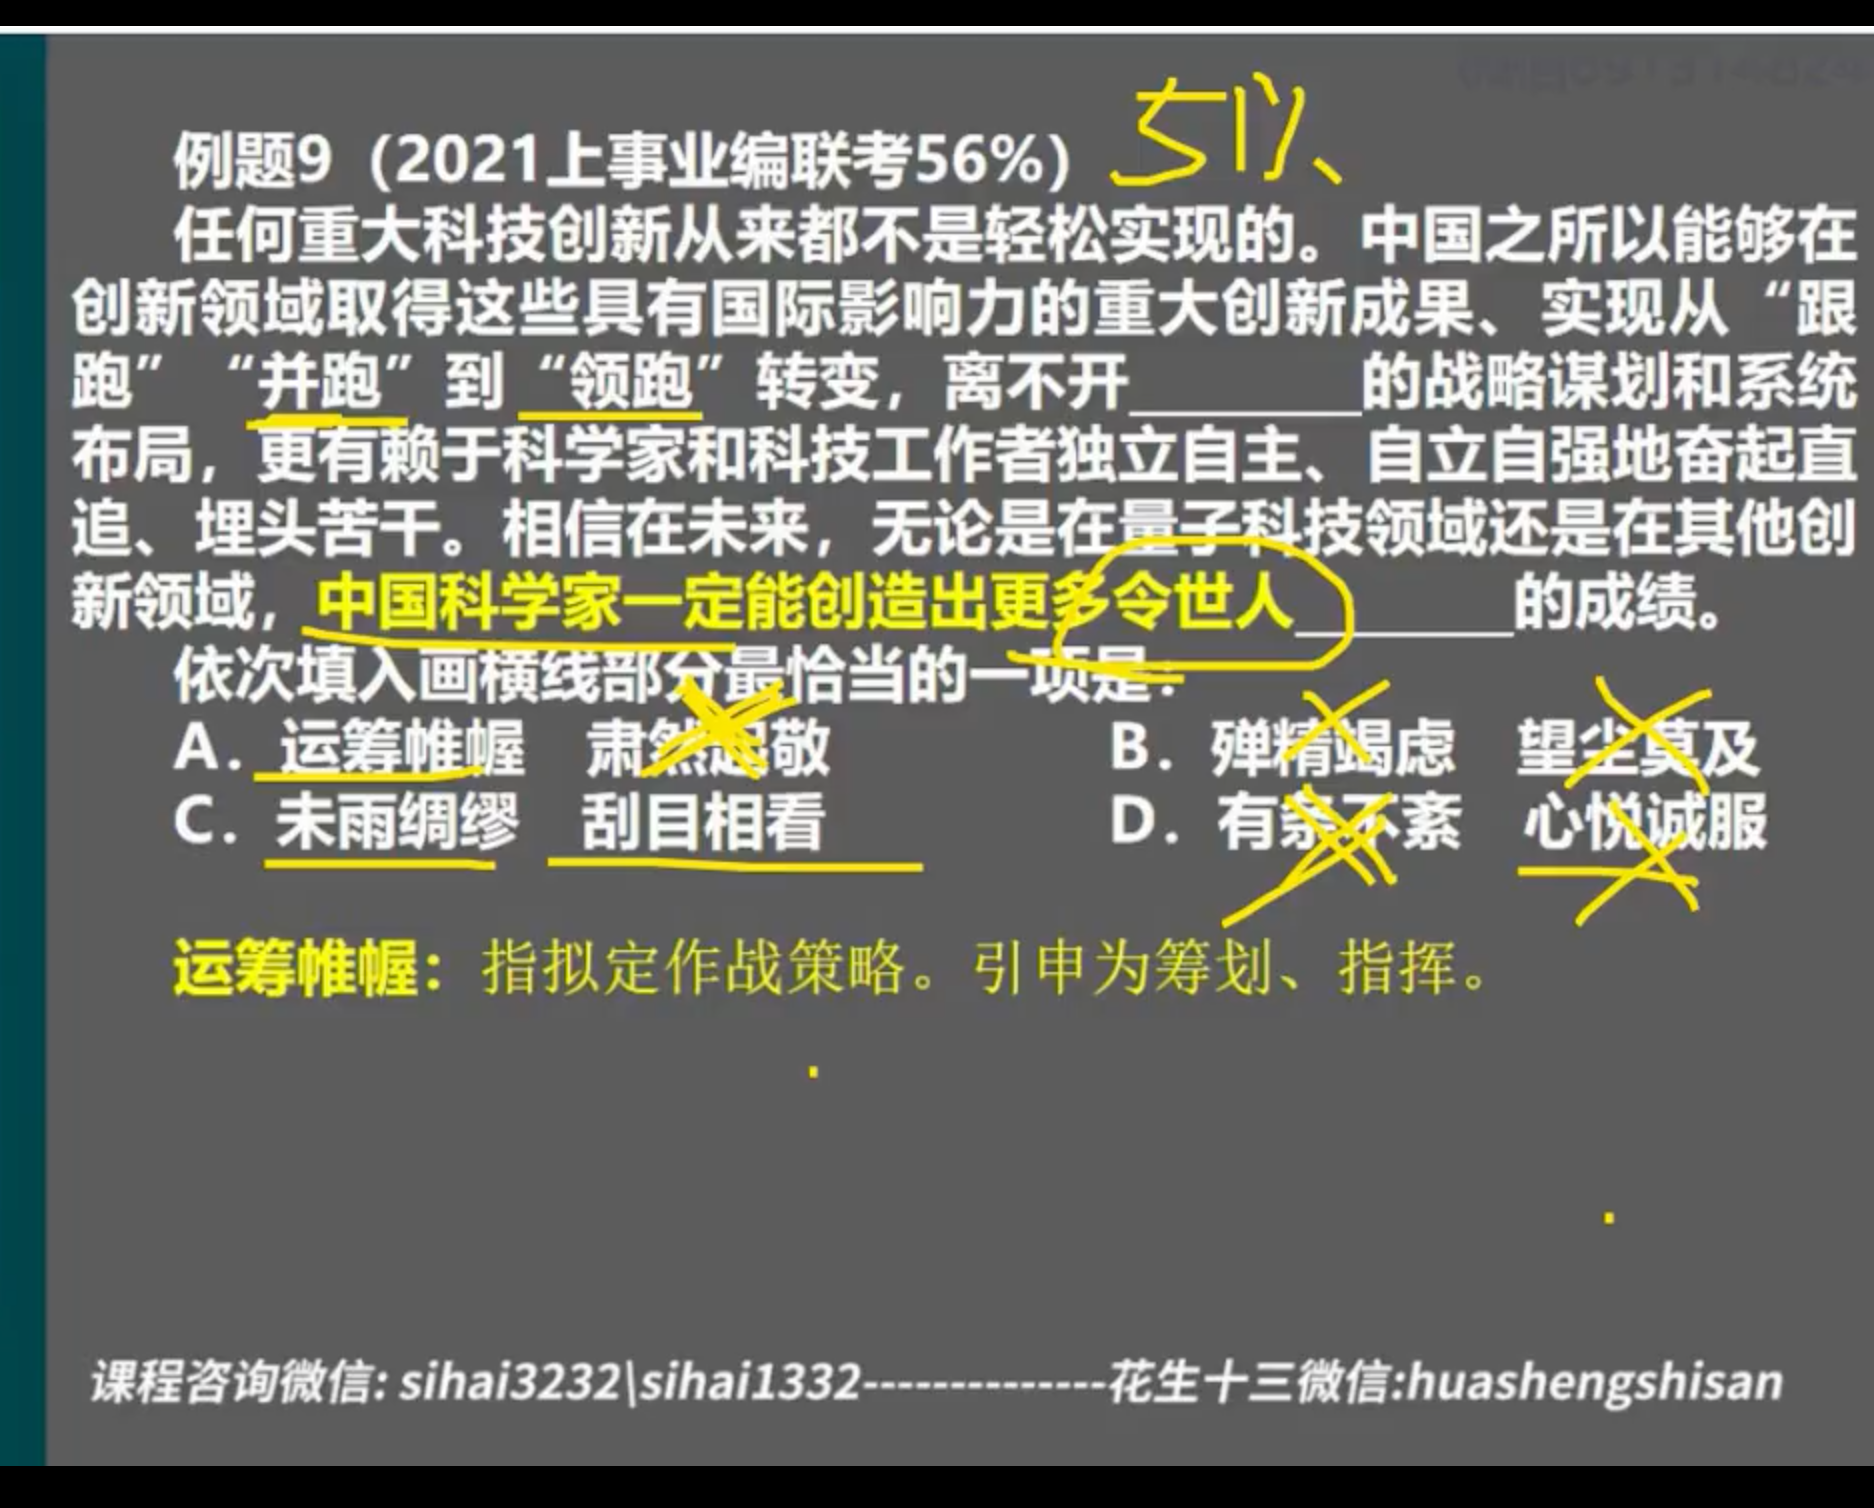 例题9（2021上事业编联考56%） 51%
任何重大科技创新从来都不是轻松实现的。中国之所以能够在
创新领域取得这些具有国际影响力的重大创新成果、实现从“跟
跑”“并跑”到“领跑”转变，离不开________的战略谋划和系统
布局，更有赖于科学家和科技工作者独立自主、自立自强地奋起直
追、埋头苦干。相信在未来，无论是在量子科技领域还是在其他创
新领域，中国科学家一定能创造出更多令世人________的成绩。
依次填入画横线部分最恰当的一项是：
A．运筹帷幄 肃然起敬 B．殚精竭虑 望尘莫及
C．未雨绸缪 刮目相看 D．有条不紊 心悦诚服
运筹帷幄：指拟定作战策略。引申为筹划、指挥。
课程咨询微信: sihai3232\sihai1332--------------花生十三微信:huashengshisan